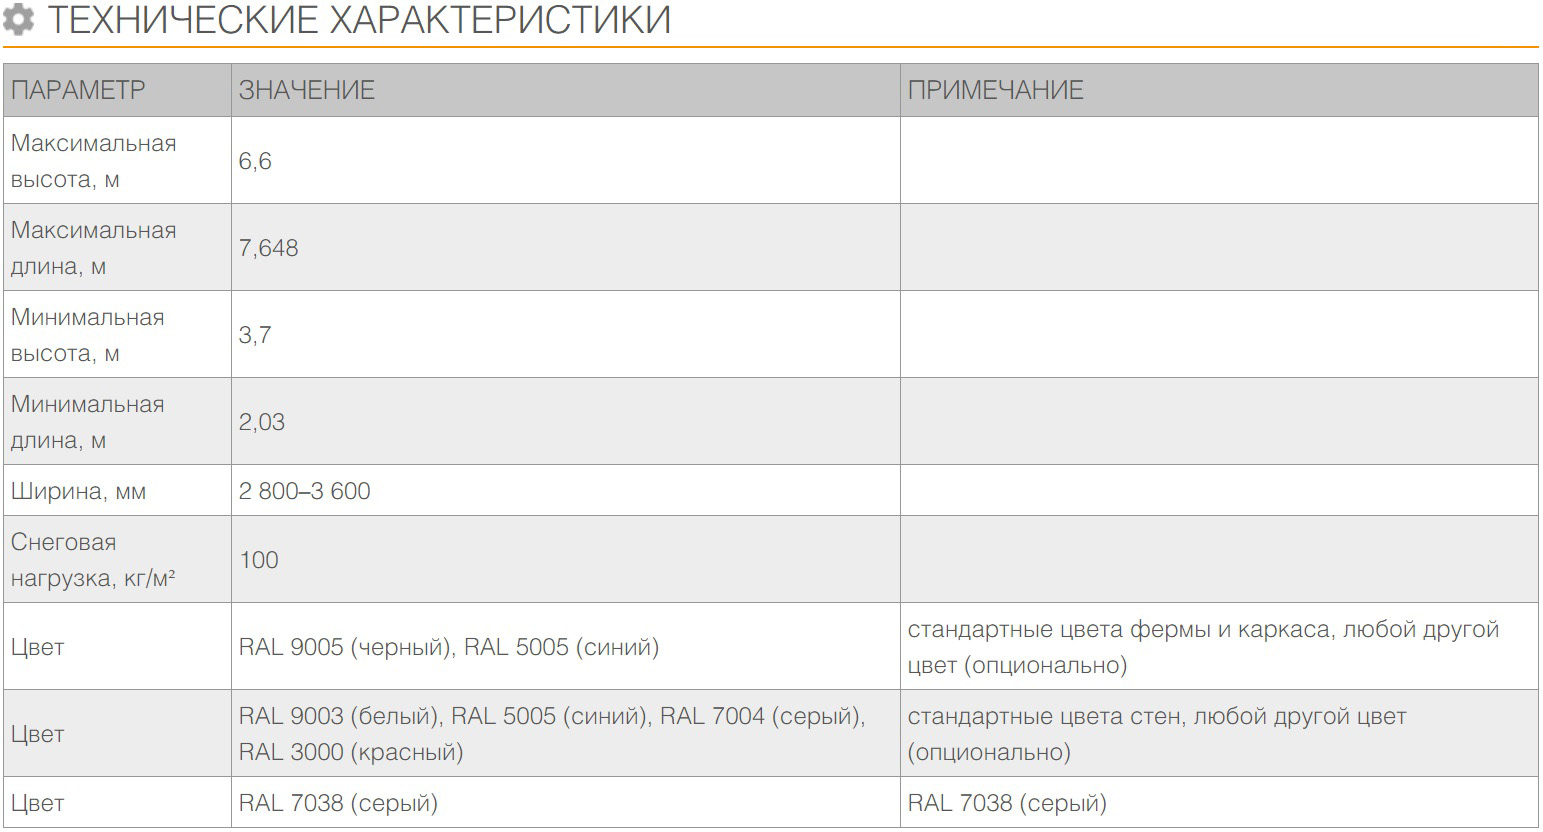 ТЕХНИЧЕСКИЕ ХАРАКТЕРИСТИКИ
ПАРАМЕТР ЗНАЧЕНИЕ ПРИМЕЧАНИЕ
Максимальная
высота, м
6,6
Максимальная
длина, м
7,648
Минимальная
высота, м
3,7
Минимальная
длина, м
2,03
Ширина, мм 2 800–3 600
Снеговая
нагрузка, кг/м²
100
Цвет
RAL 9005 (черный), RAL 5005 (синий)
стандартные цвета фермы и каркаса, любой другой
цвет (опционально)
Цвет
RAL 9003 (белый), RAL 5005 (синий), RAL 7004 (серый),
RAL 3000 (красный)
стандартные цвета стен, любой другой цвет
(опционально)
Цвет RAL 7038 (серый) RAL 7038 (серый)